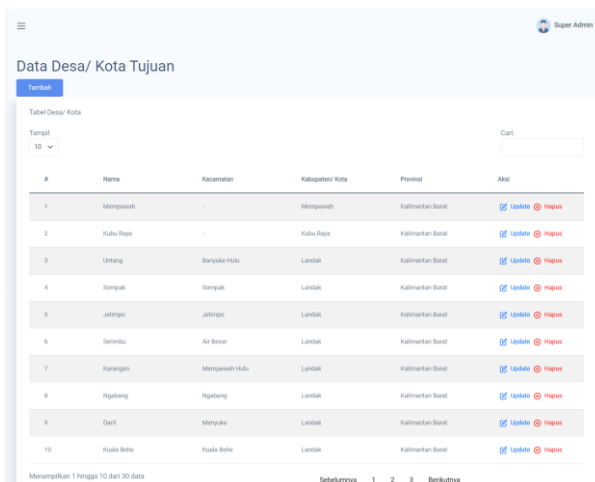 Super Admin
Data Desa/ Kota Tujuan
Tambah
Tabel Desa/ Kota
Tampil
Cari:
10
# Nama Kecamatan Kabupaten/ Kota Provinsi Aksi
1 Mempawah - Mempawah Kalimantan Barat Update Hapus
2 Kubu Raya - Kubu Raya Kalimantan Barat Update Hapus
3 Untang Banyuke Hulu Landak Kalimantan Barat Update Hapus
4 Sompak Sompak Landak Kalimantan Barat Update Hapus
5 Jelimpo Jelimpo Landak Kalimantan Barat Update Hapus
6 Serimbu Air Besar Landak Kalimantan Barat Update Hapus
7 Karangan Mempawah Hulu Landak Kalimantan Barat Update Hapus
8 Ngabang Ngabang Landak Kalimantan Barat Update Hapus
9 Darit Menyuke Landak Kalimantan Barat Update Hapus
10 Kuala Behe Kuala Behe Landak Kalimantan Barat Update Hapus
Menampilkan 1 hingga 10 dari 30 data
Sebelumnya 1 2 3 Berikutnya